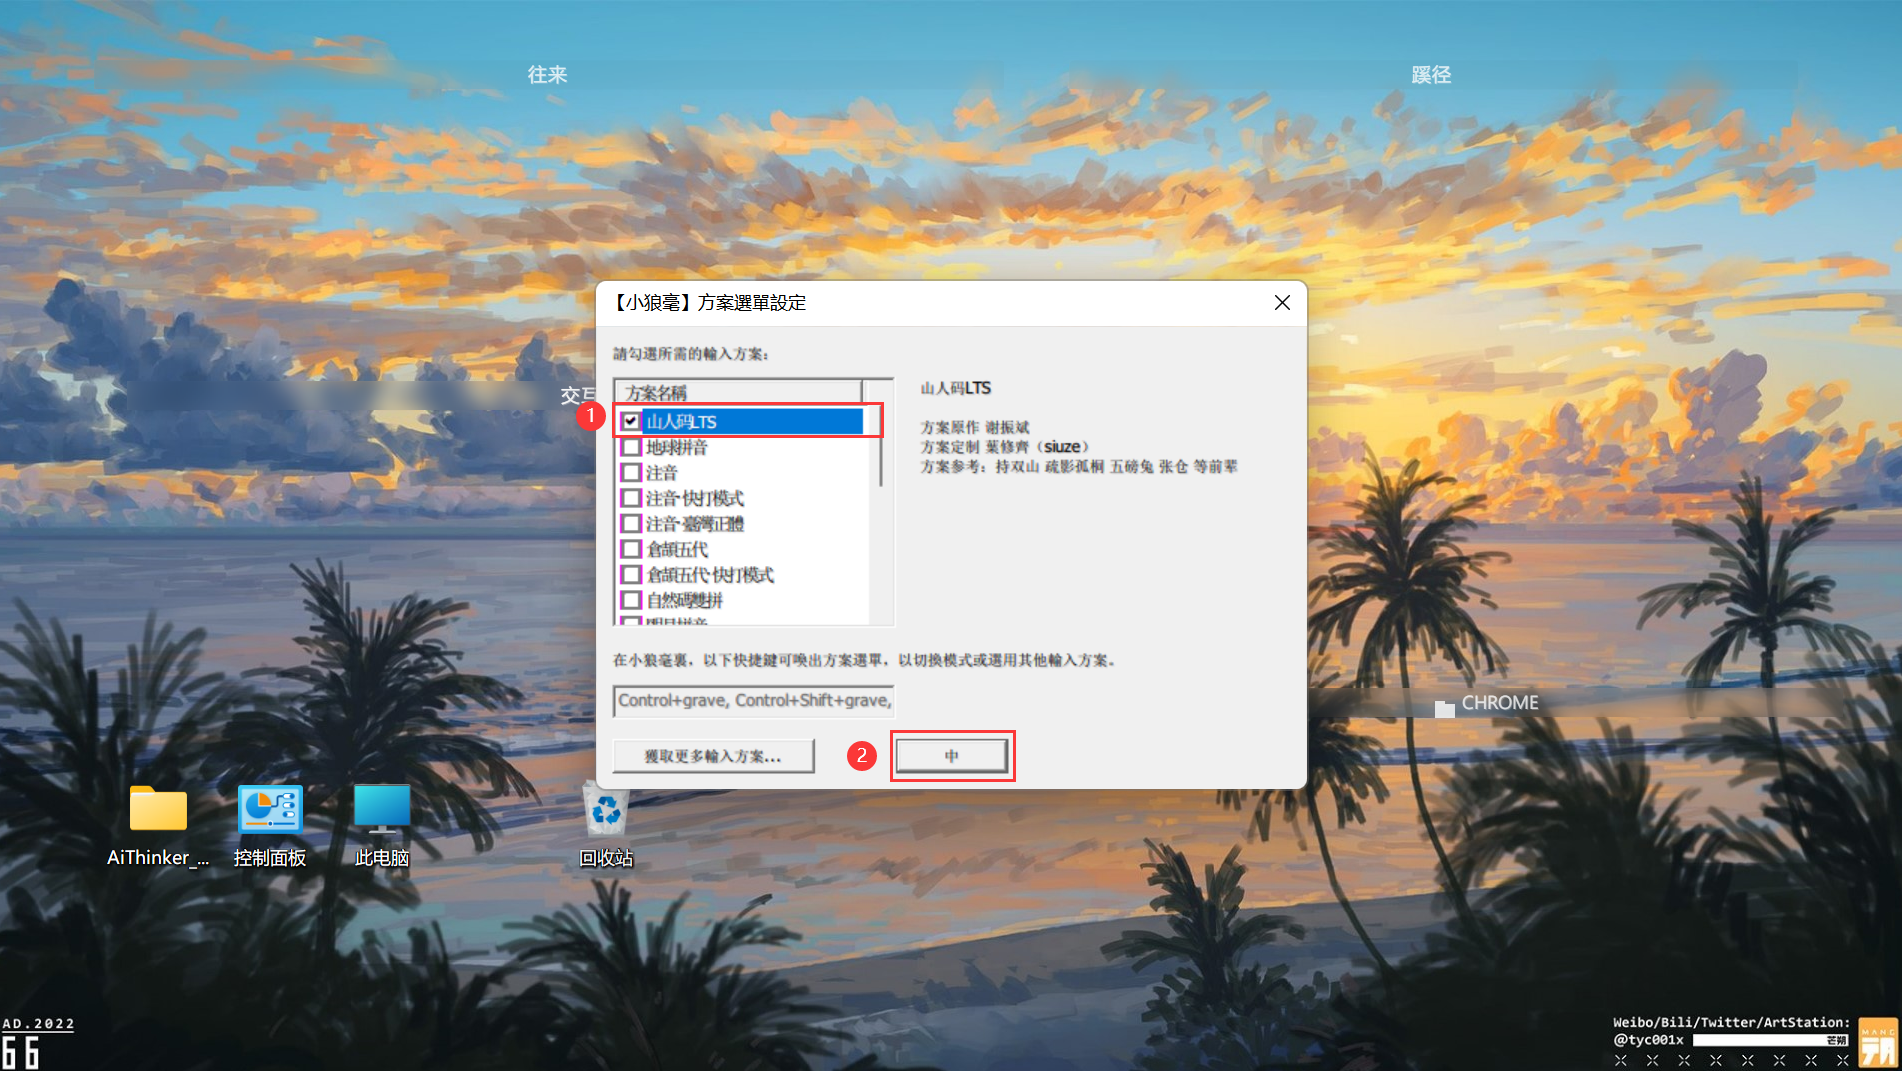 往来
蹊径
【小狼毫】方案選單設定
請勾選所需的輸入方案:
方案名稱
山人码LTS
地球拼音
注音
注音·快打模式
注音·臺灣正體
倉頡五代
倉頡五代·快打模式
自然碼雙拼
明月拼音
山人码LTS
方案原作 谢振斌
方案定制 葉修齊（siuze）
方案参考：持双山 疏影孤桐 五磅兔 张仓 等前辈
交互
1
在小狼毫裏，以下快捷鍵可喚出方案選單，以切換模式或選用其他輸入方案。
Control+grave, Control+Shift+grave,
獲取更多輸入方案...
2
中
CHROME
AiThinker_...
控制面板
此电脑
回收站
AD.2022
66
Weibo/Bili/Twitter/ArtStation:
@tyc001x
芒朔
MANG
朔